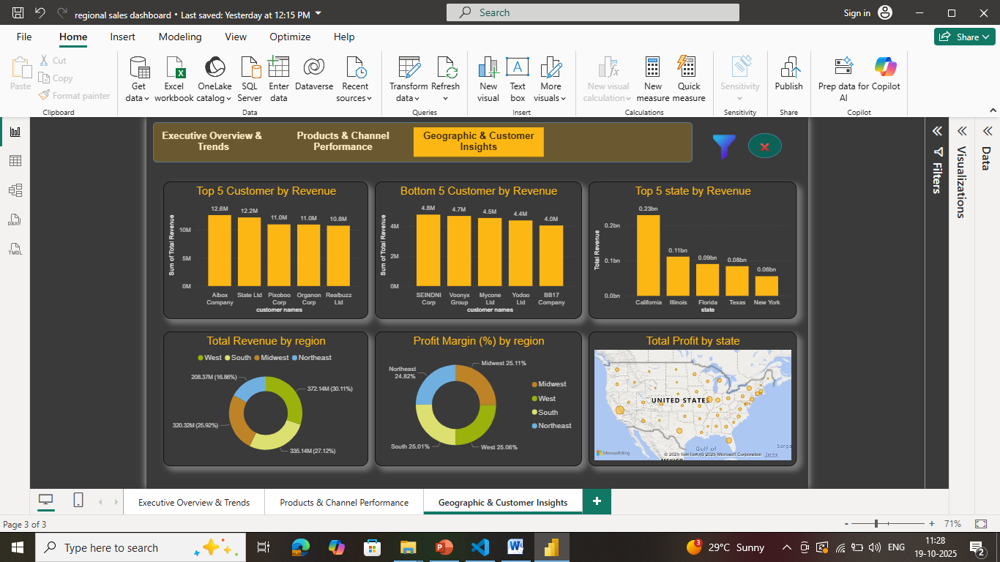 regional sales dashboard • Last saved: Yesterday at 12:15 PM
Search
Sign in
File Home Insert Modeling View Optimize Help
Share
Paste
Cut
Copy
Format painter
Clipboard
Get data
Excel workbook
OneLake catalog
SQL Server
Enter data
Dataverse
Recent sources
Data
Transform data
Refresh
Queries
New visual
Text box
More visuals
Insert
New visual calculation
New measure
Quick measure
Calculations
Sensitivity
Sensitivity
Publish
Share
Prep data for AI
Copilot
Copilot
DAX
TMDL
Executive Overview & Trends
Products & Channel Performance
Geographic & Customer Insights
Filters
Visualizations
Data
Top 5 Customer by Revenue
Sum of Total Revenue
10M
5M
0M
12.6M 12.2M 11.0M 11.0M 10.8M
Aibox Company
State Ltd
Pixoboo Corp
Organon Corp
Realbuzz Ltd
customer names
Bottom 5 Customer by Revenue
Sum of Total Revenue
4M
2M
0M
4.8M 4.7M 4.5M 4.4M 4.0M
SEINDNI Corp
Voonyx Group
Mycone Ltd
Yodoo Ltd
BB17 Company
customer names
Top 5 state by Revenue
Total Revenue
0.2bn
0.1bn
0.0bn
0.23bn 0.11bn 0.09bn 0.08bn 0.06bn
California Illinois Florida Texas New York
state
Total Revenue by region
West South Midwest Northeast
208.37M (16.86%)
372.14M (30.11%)
320.32M (25.92%)
335.14M (27.12%)
Profit Margin (%) by region
Midwest 25.11%
Northeast 24.82%
South 25.01%
West 25.06%
Midwest
West
South
Northeast
Total Profit by state
UNITED STATES
Gulf of
Sarga
MEXICO
Microsoft Bing
© 2025 TomTom, © 2025 Microsoft Corporation Terms
Executive Overview & Trends
Products & Channel Performance
Geographic & Customer Insights
+
Page 3 of 3
- + 71%
Type here to search
3
29°C Sunny
ENG
11:28
19-10-2025
2